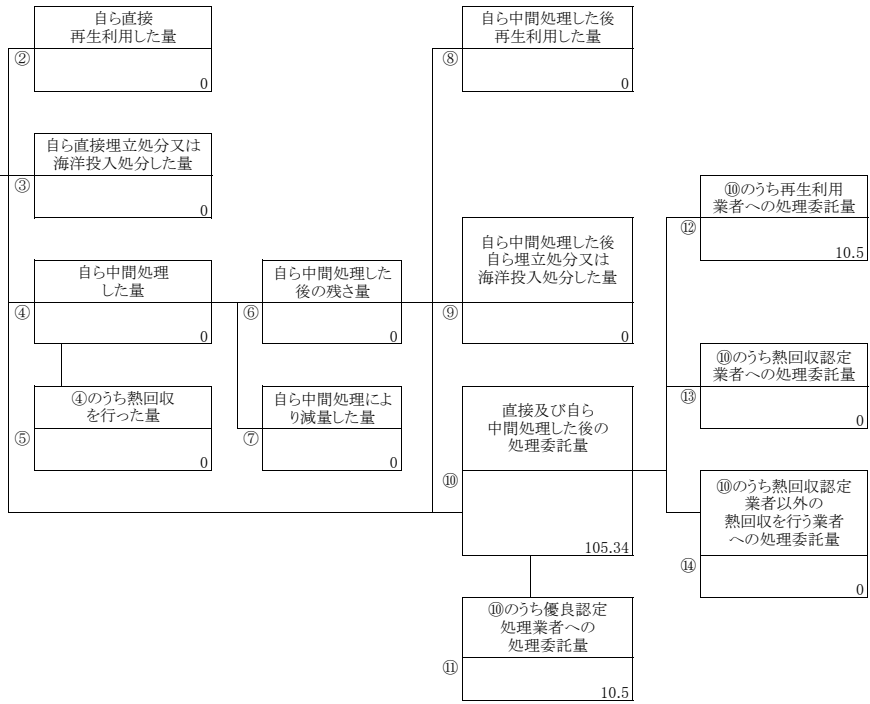 自ら直接
再生利用した量
②
0
自ら直接埋立処分又は
海洋投入処分した量
③
0
自ら中間処理
した量
④
0
④のうち熱回収
を行った量
⑤
0
自ら中間処理した
後の残さ量
⑥
0
自ら中間処理によ
り減量した量
⑦
0
自ら中間処理した後
再生利用した量
⑧
0
自ら中間処理した後
自ら埋立処分又は
海洋投入処分した量
⑨
0
直接及び自ら
中間処理した後の
処理委託量
⑩
105.34
⑩のうち優良認定
処理業者への
処理委託量
⑪
10.5
⑩のうち再生利用
業者への処理委託量
⑫
10.5
⑩のうち熱回収認定
業者への処理委託量
⑬
0
⑩のうち熱回収認定
業者以外の
熱回収を行う業者
への処理委託量
⑭
0